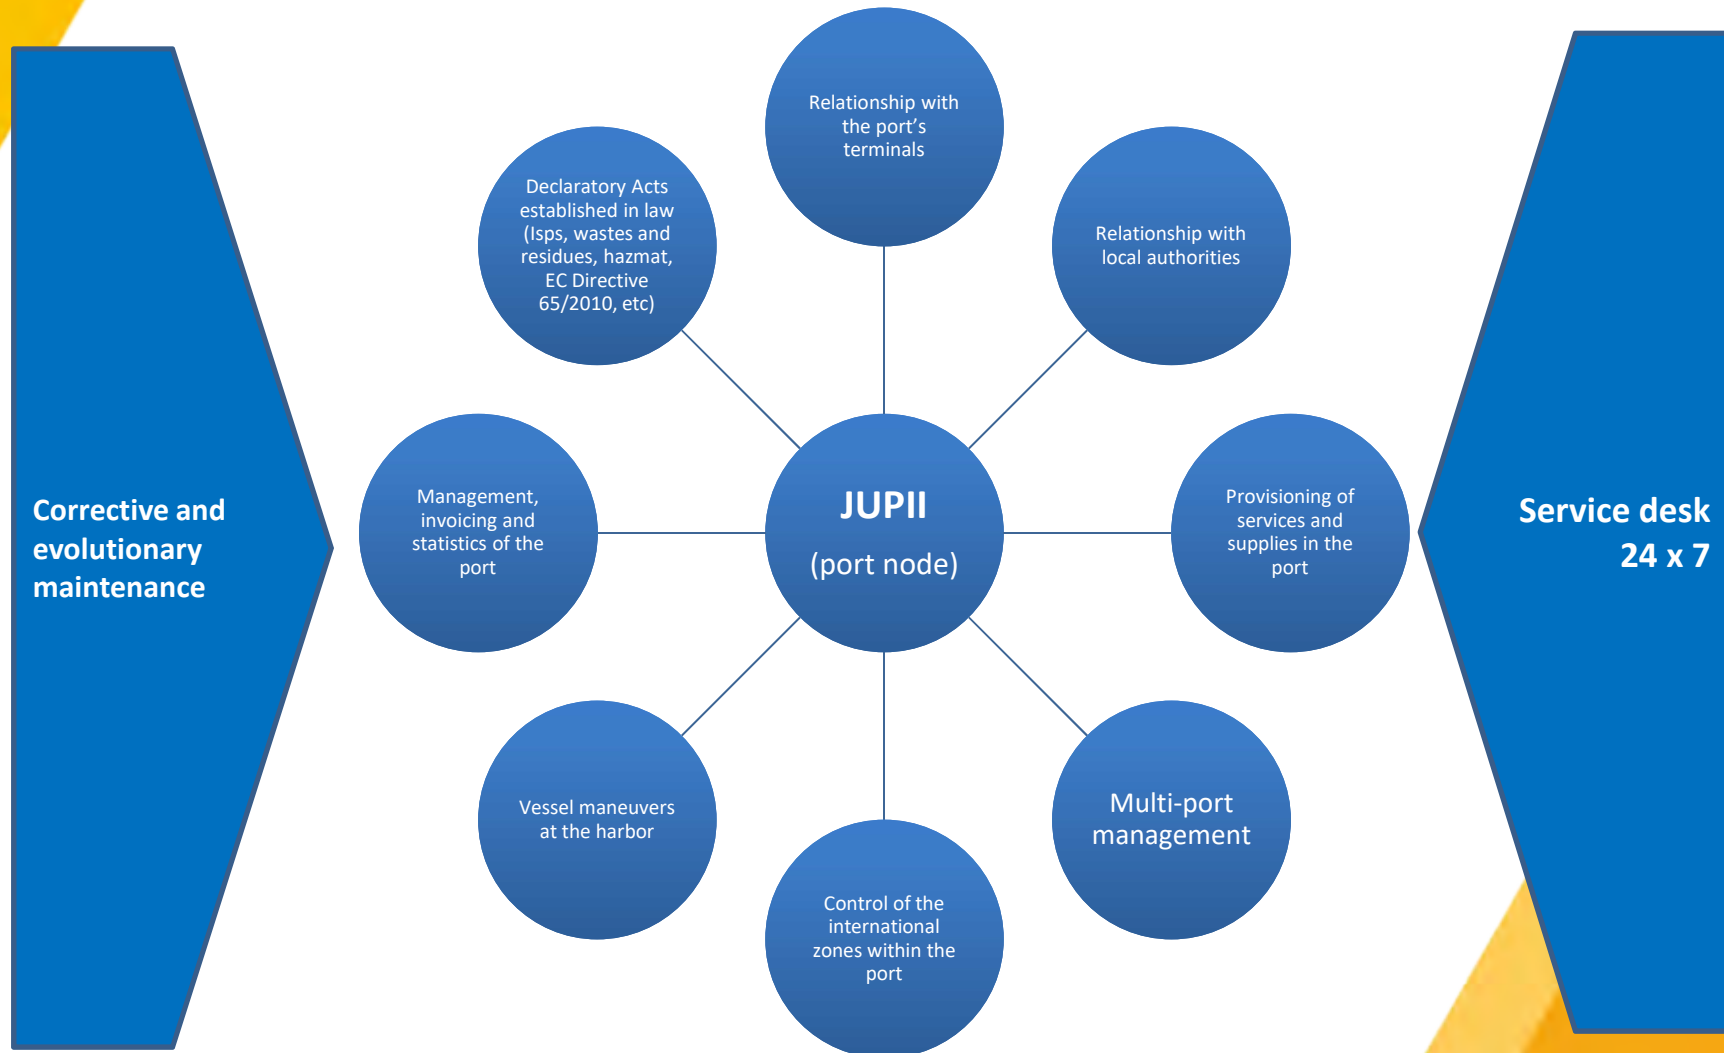 Relationship with
the port’s
terminals
Declaratory Acts
established in law
(Isps, wastes and
residues, hazmat,
EC Directive
65/2010, etc)
Relationship with
local authorities
Corrective and
evolutionary
maintenance
Management,
invoicing and
statistics of the
port
JUPII
(port node)
Provisioning of
services and
supplies in the
port
Service desk
24 x 7
Vessel maneuvers
at the harbor
Multi-port
management
Control of the
international
zones within the
port